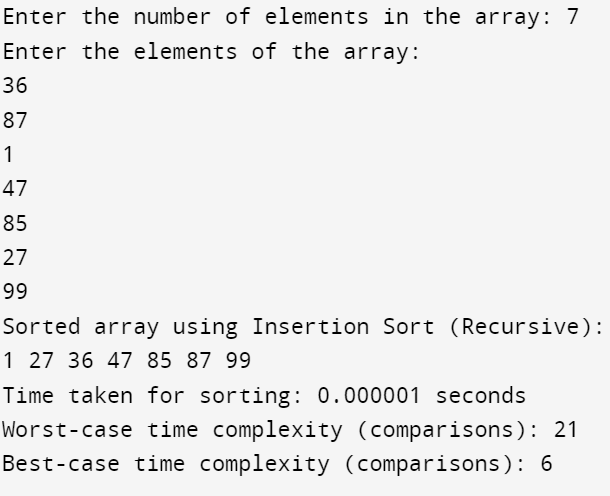 Enter the number of elements in the array: 7
Enter the elements of the array:
36
87
1
47
85
27
99
Sorted array using Insertion Sort (Recursive):
1 27 36 47 85 87 99
Time taken for sorting: 0.000001 seconds
Worst-case time complexity (comparisons): 21
Best-case time complexity (comparisons): 6